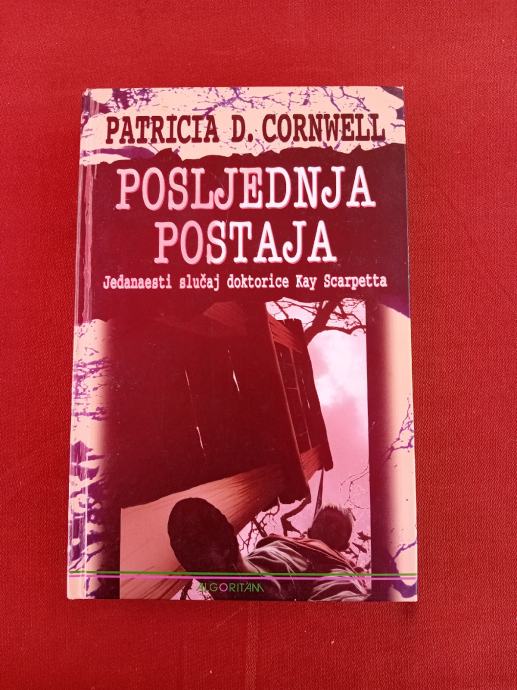 PATRICIA D. CORNWELL
POSLJEDNJA
POSTAJA
Jedanaesti slučaj doktorice Kay Scarpetta
ALGORITAM